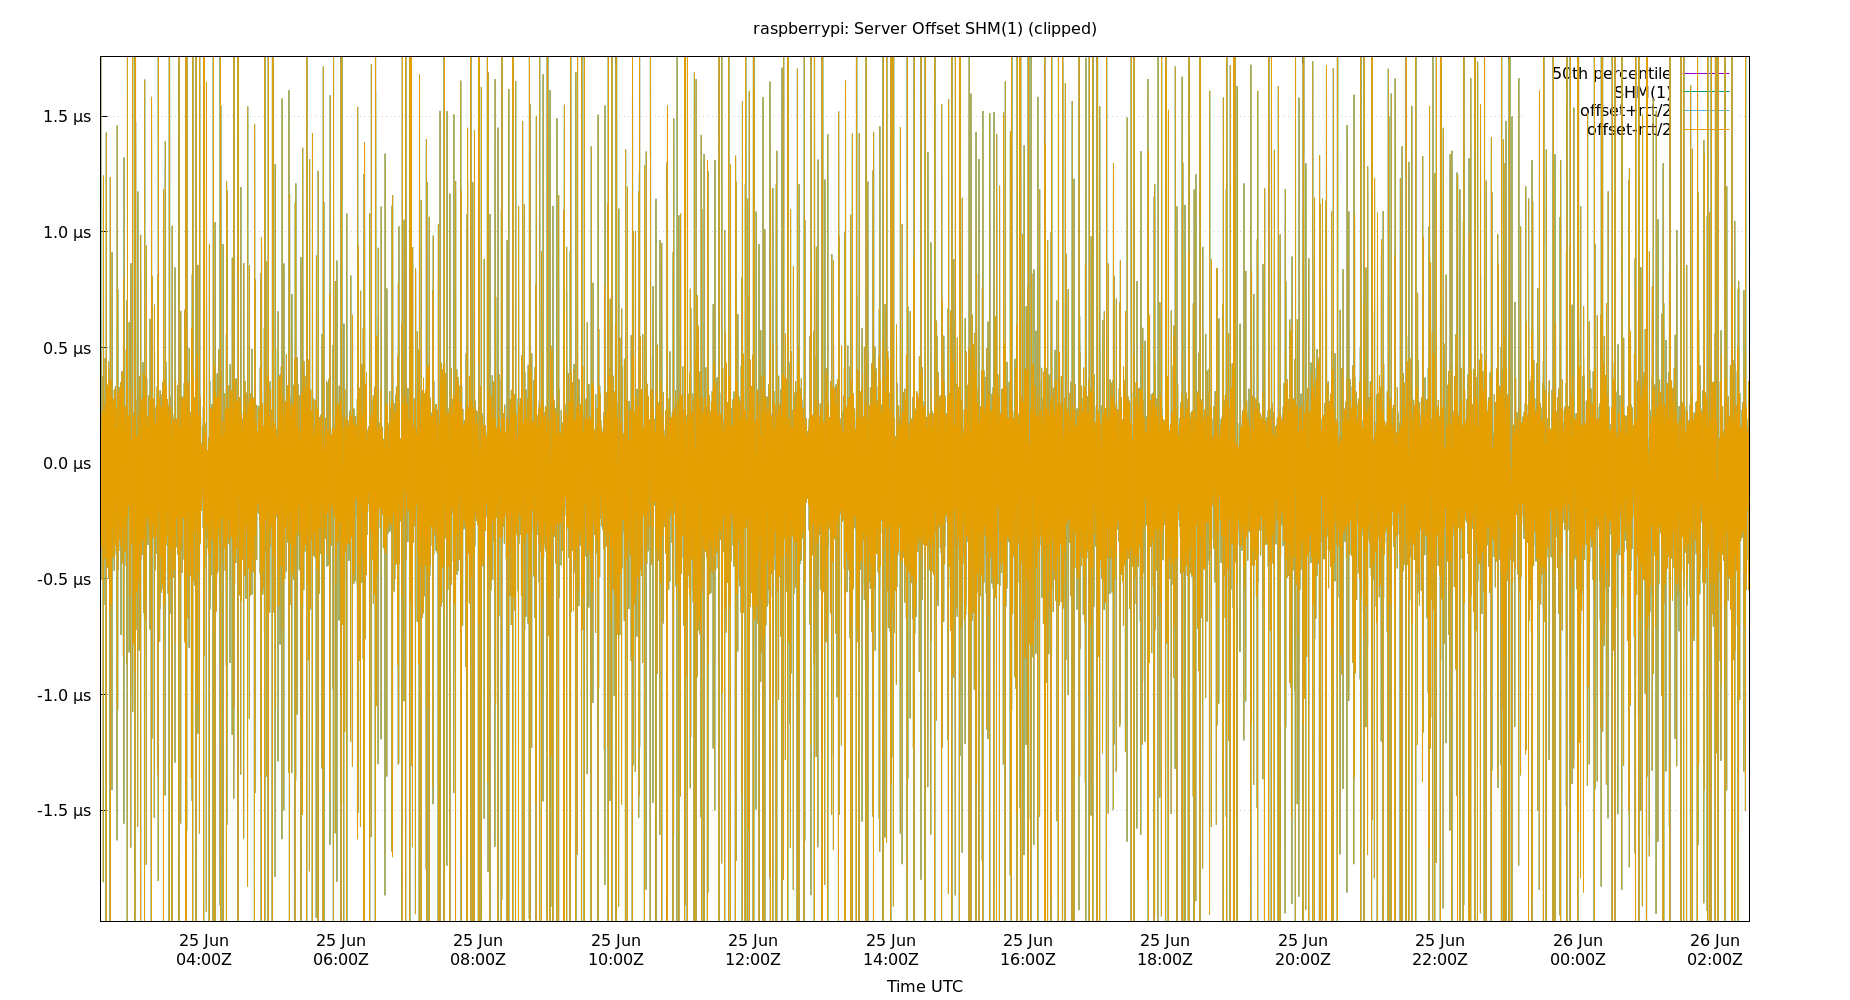 raspberrypi: Server Offset SHM(1) (clipped)
50th percentile
SHM(1)
offset+rtt/2
offset-rtt/2
1.5 µs
1.0 µs
0.5 µs
0.0 µs
-0.5 µs
-1.0 µs
-1.5 µs
25 Jun 25 Jun 25 Jun 25 Jun 25 Jun 25 Jun 25 Jun 25 Jun 25 Jun 25 Jun 26 Jun 26 Jun
04:00Z 06:00Z 08:00Z 10:00Z 12:00Z 14:00Z 16:00Z 18:00Z 20:00Z 22:00Z 00:00Z 02:00Z
Time UTC